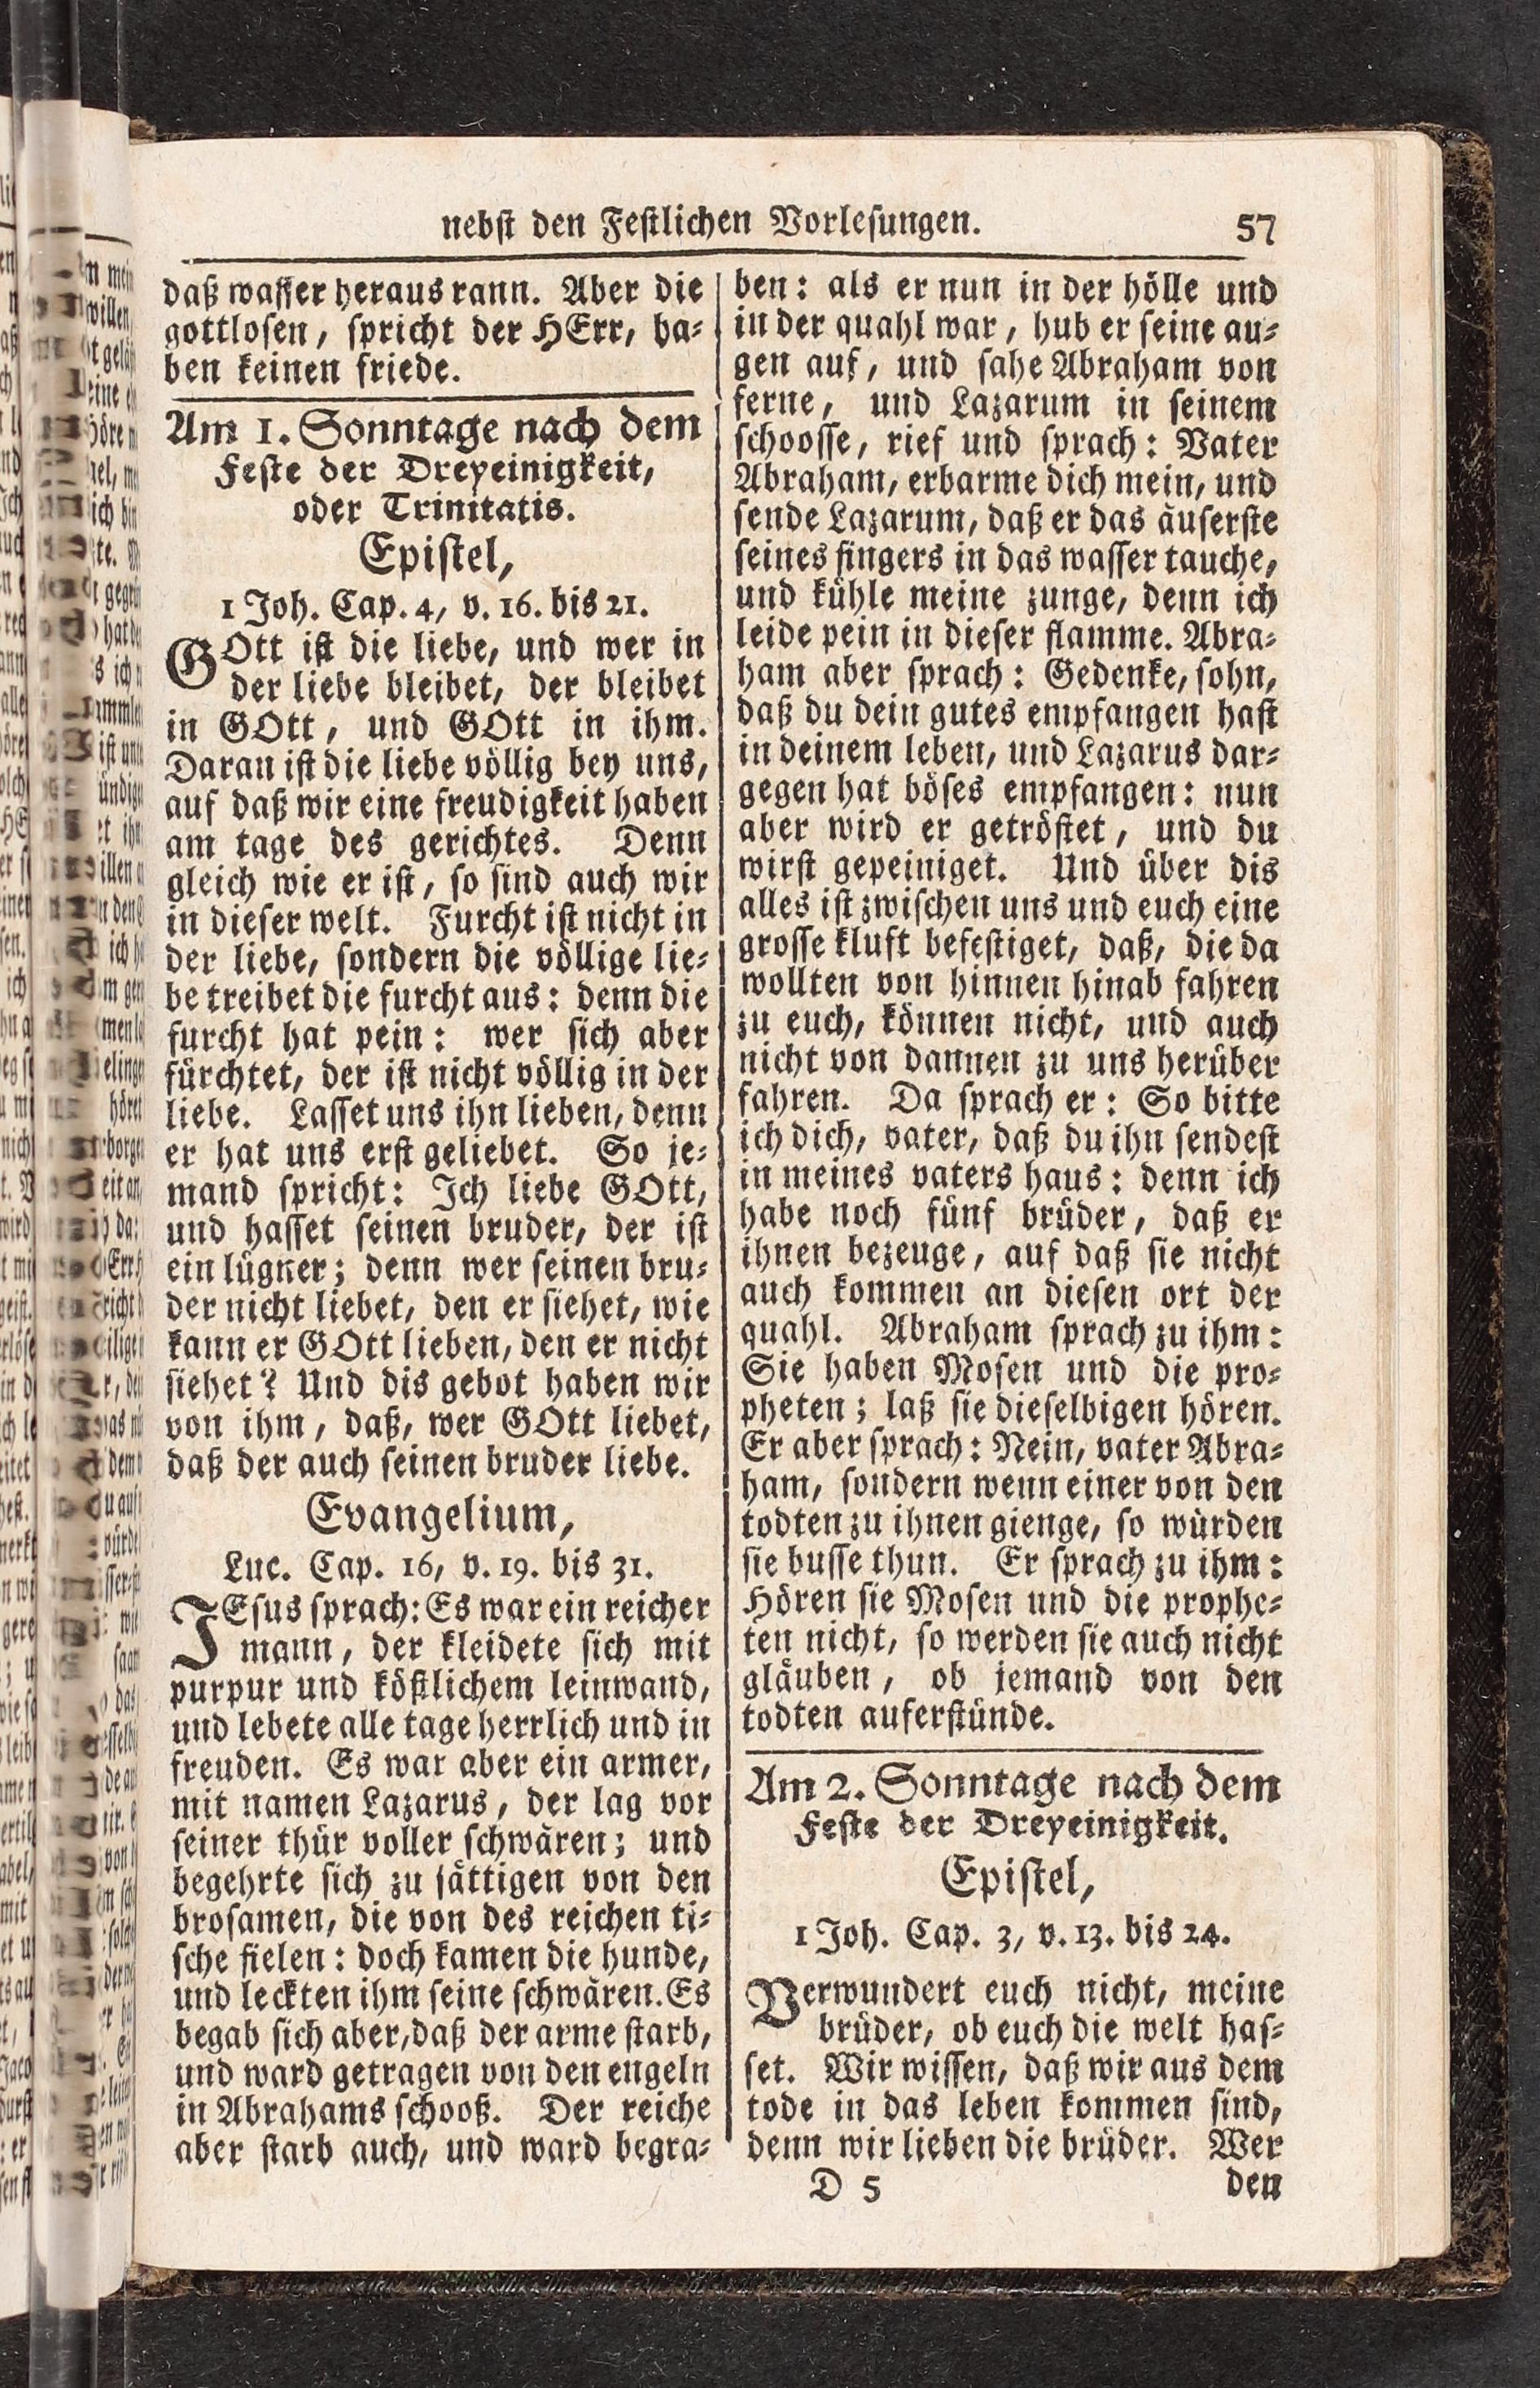 nebst den Festlichen Vorlesungen. 57
daß wasser heraus rann. Aber die
gottlosen, spricht der HErr, ha-
ben keinen friede.
Am 1. Sonntage nach dem
Feste der Dreyeinigkeit,
oder Trinitatis.
Epistel,
1 Joh. Cap. 4, v. 16. bis 21.
GOtt ist die liebe, und wer in
der liebe bleibet, der bleibet
in GOtt, und GOtt in ihm.
Daran ist die liebe völlig bey uns,
auf daß wir eine freudigkeit haben
am tage des gerichtes. Denn
gleich wie er ist, so sind auch wir
in dieser welt. Furcht ist nicht in
der liebe, sondern die völlige lie-
be treibet die furcht aus: denn die
furcht hat pein: wer sich aber
fürchtet, der ist nicht völlig in der
liebe. Lasset uns ihn lieben, denn
er hat uns erst geliebet. So je-
mand spricht: Ich liebe GOtt,
und hasset seinen bruder, der ist
ein lügner; denn wer seinen bru-
der nicht liebet, den er siehet, wie
kann er GOtt lieben, den er nicht
siehet? Und dis gebot haben wir
von ihm, daß, wer GOtt liebet,
daß der auch seinen bruder liebe.
Evangelium,
Luc. Cap. 16, v. 19. bis 31.
JEsus sprach: Es war ein reicher
mann, der kleidete sich mit
purpur und köstlichem leinwand,
und lebete alle tage herrlich und in
freuden. Es war aber ein armer,
mit namen Lazarus, der lag vor
seiner thür voller schwären; und
begehrte sich zu sättigen von den
brosamen, die von des reichen ti-
sche fielen: doch kamen die hunde,
und leckten ihm seine schwären. Es
begab sich aber, daß der arme starb,
und ward getragen von den engeln
in Abrahams schooß. Der reiche
aber starb auch, und ward begra-
ben: als er nun in der hölle und
in der quahl war, hub er seine au-
gen auf, und sahe Abraham von
ferne, und Lazarum in seinem
schoosse, rief und sprach: Vater
Abraham, erbarme dich mein, und
sende Lazarum, daß er das äuserste
seines fingers in das wasser tauche,
und kühle meine zunge, denn ich
leide pein in dieser flamme. Abra-
ham aber sprach: Gedenke, sohn,
daß du dein gutes empfangen hast
in deinem leben, und Lazarus dar-
gegen hat böses empfangen: nun
aber wird er getröstet, und du
wirst gepeiniget. Und über dis
alles ist zwischen uns und euch eine
grosse kluft befestiget, daß, die da
wollten von hinnen hinab fahren
zu euch, können nicht, und auch
nicht von dannen zu uns herüber
fahren. Da sprach er: So bitte
ich dich, vater, daß du ihn sendest
in meines vaters haus: denn ich
habe noch fünf brüder, daß er
ihnen bezeuge, auf daß sie nicht
auch kommen an diesen ort der
quahl. Abraham sprach zu ihm:
Sie haben Mosen und die pro-
pheten; laß sie dieselbigen hören.
Er aber sprach: Nein, vater Abra-
ham, sondern wenn einer von den
todten zu ihnen gienge, so würden
sie busse thun. Er sprach zu ihm:
Hören sie Mosen und die prophe-
ten nicht, so werden sie auch nicht
gläuben, ob jemand von den
todten auferstünde.
Am 2. Sonntage nach dem
Feste der Dreyeinigkeit.
Epistel,
1 Joh. Cap. 3, v. 13. bis 24.
Verwundert euch nicht, meine
brüder, ob euch die welt has-
set. Wir wissen, daß wir aus dem
tode in das leben kommen sind,
denn wir lieben die brüder. Wer
D 5 den